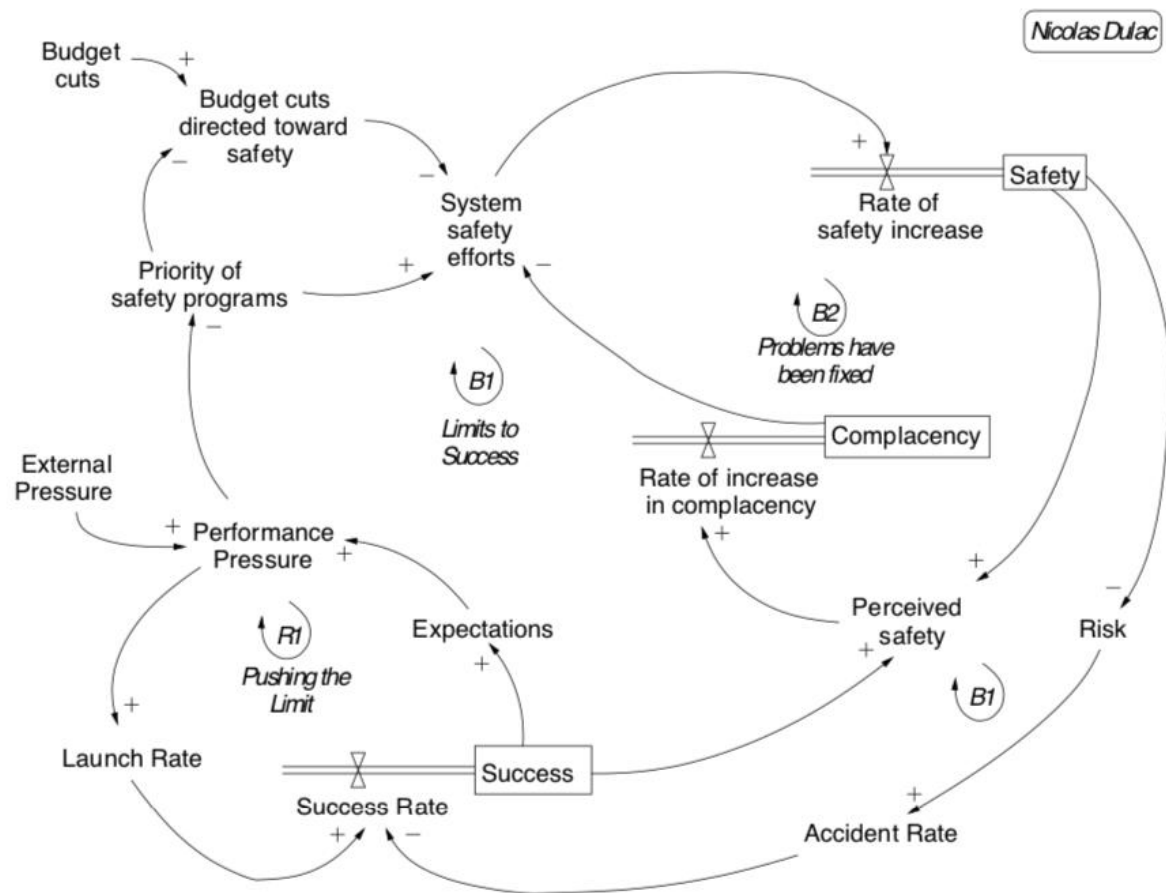 Nicolas Dulac
Budget
cuts
+
Budget cuts
directed toward
safety
−
−
+
Safety
System
safety
efforts
Rate of
safety increase
Priority of
safety programs
+
−
−
B2
Problems have
been fixed
B1
Limits to
Success
Complacency
External
Pressure
Rate of increase
in complacency
+
Performance
Pressure
+
+
+
−
Perceived
safety
+
Risk
R1
Pushing the
Limit
Expectations
+
B1
+
Launch Rate
Success
Success Rate
+
−
+
Accident Rate